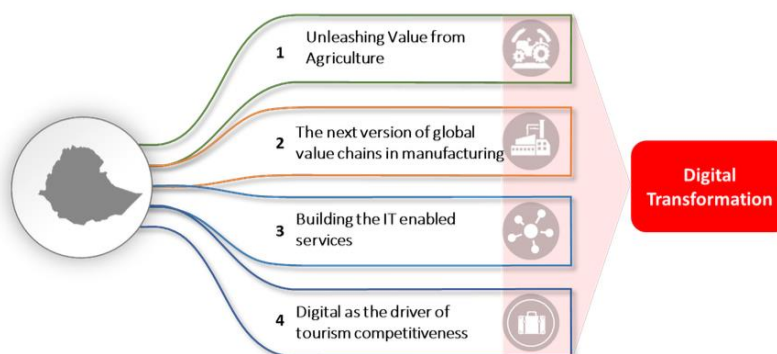 1
Unleashing Value from
Agriculture
2
The next version of global
value chains in manufacturing
3
Building the IT enabled
services
4
Digital as the driver of
tourism competitiveness
Digital
Transformation